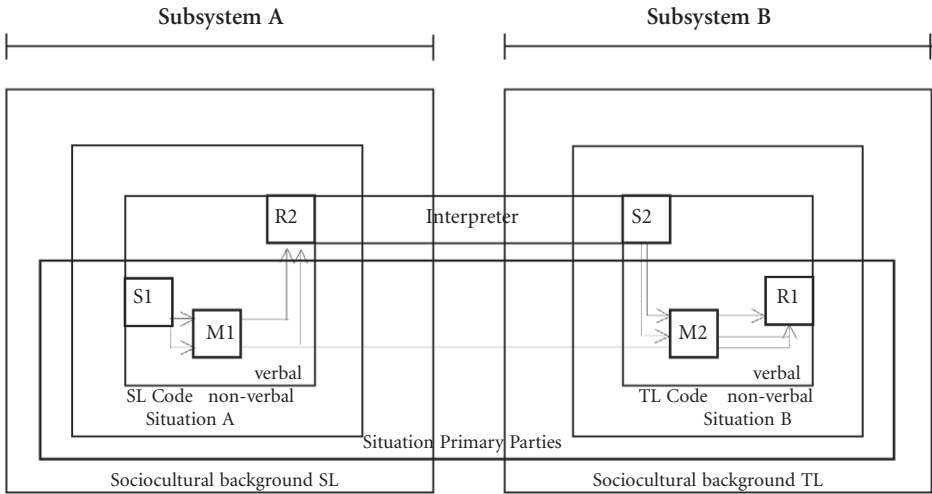 Subsystem A
Subsystem B
R2
Interpreter
S2
S1
M1
R1
M2
verbal
verbal
SL Code non-verbal
TL Code non-verbal
Situation A
Situation B
Situation Primary Parties
Sociocultural background SL
Sociocultural background TL